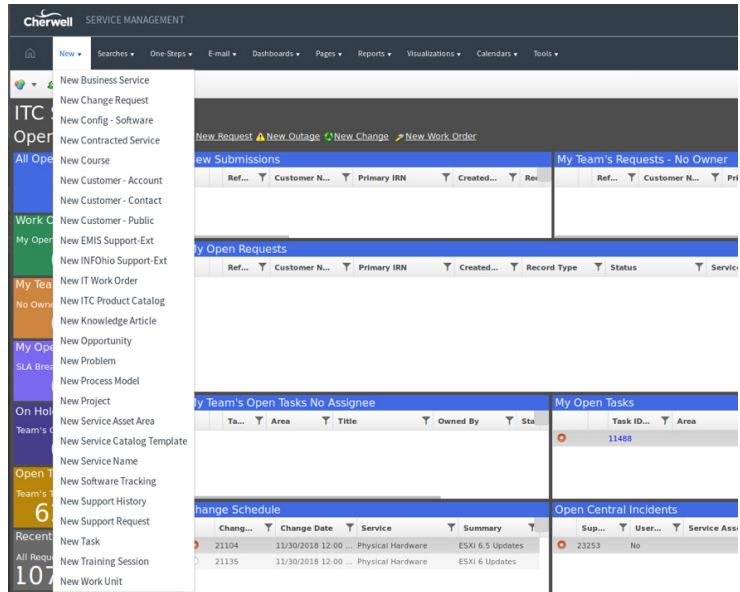 Cherwell SERVICE MANAGEMENT
New Searches One-Steps E-mail Dashboards Pages Reports Visualizations Calendars Tools
New Business Service
New Change Request
New Config - Software
New Contracted Service
New Course
New Customer - Account
New Customer - Contact
New Customer - Public
New EMIS Support-Ext
New INFOhio Support-Ext
New IT Work Order
New ITC Product Catalog
New Knowledge Article
New Opportunity
New Problem
New Process Model
New Project
New Service Asset Area
New Service Catalog Template
New Service Name
New Software Tracking
New Support History
New Support Request
New Task
New Training Session
New Work Unit
ITC
Oper
New Request New Outage New Change New Work Order
All Ope
Work O
My Oper
My Tea
No Owne
My Ope
SLA Brea
On Hol
Team's
Open T
Team's T
6
Recent
All Requ
107
ew Submissions
Ref... Customer N... Primary IRN Created... Rec
My Team's Requests - No Owner
Ref... Customer N... Pri
My Open Requests
Ref... Customer N... Primary IRN Created... Record Type Status Service
My Team's Open Tasks No Assignee
Ta... Area Title Owned By Sta
My Open Tasks
Task ID... Area
11488
hange Schedule
Chang... Change Date Service Summary
21104 11/30/2018 12:00 ... Physical Hardware ESXi 6.5 Updates
21135 11/30/2018 12:00 ... Physical Hardware ESXi 6 Updates
Open Central Incidents
Sup... User... Service Asse
23253 No